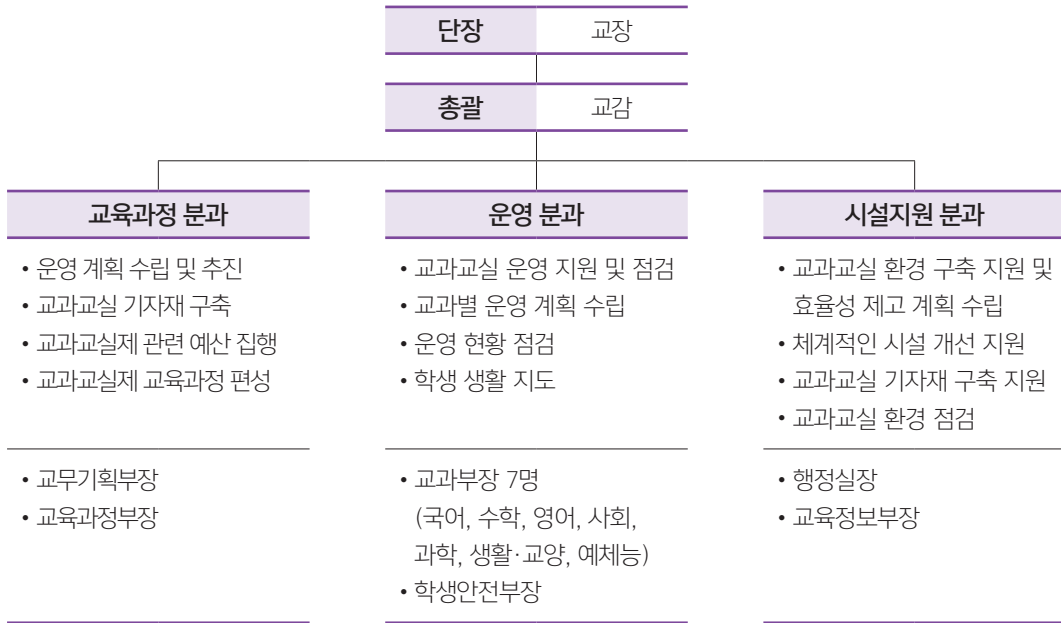 단장 교장
총괄 교감
교육과정 분과
• 운영 계획 수립 및 추진
• 교과교실 기자재 구축
• 교과교실제 관련 예산 집행
• 교과교실제 교육과정 편성
• 교무기획부장
• 교육과정부장
운영 분과
• 교과교실 운영 지원 및 점검
• 교과별 운영 계획 수립
• 운영 현황 점검
• 학생 생활 지도
• 교과부장 7명
(국어, 수학, 영어, 사회,
과학, 생활·교양, 예체능)
• 학생안전부장
시설지원 분과
• 교과교실 환경 구축 지원 및
효율성 제고 계획 수립
• 체계적인 시설 개선 지원
• 교과교실 기자재 구축 지원
• 교과교실 환경 점검
• 행정실장
• 교육정보부장